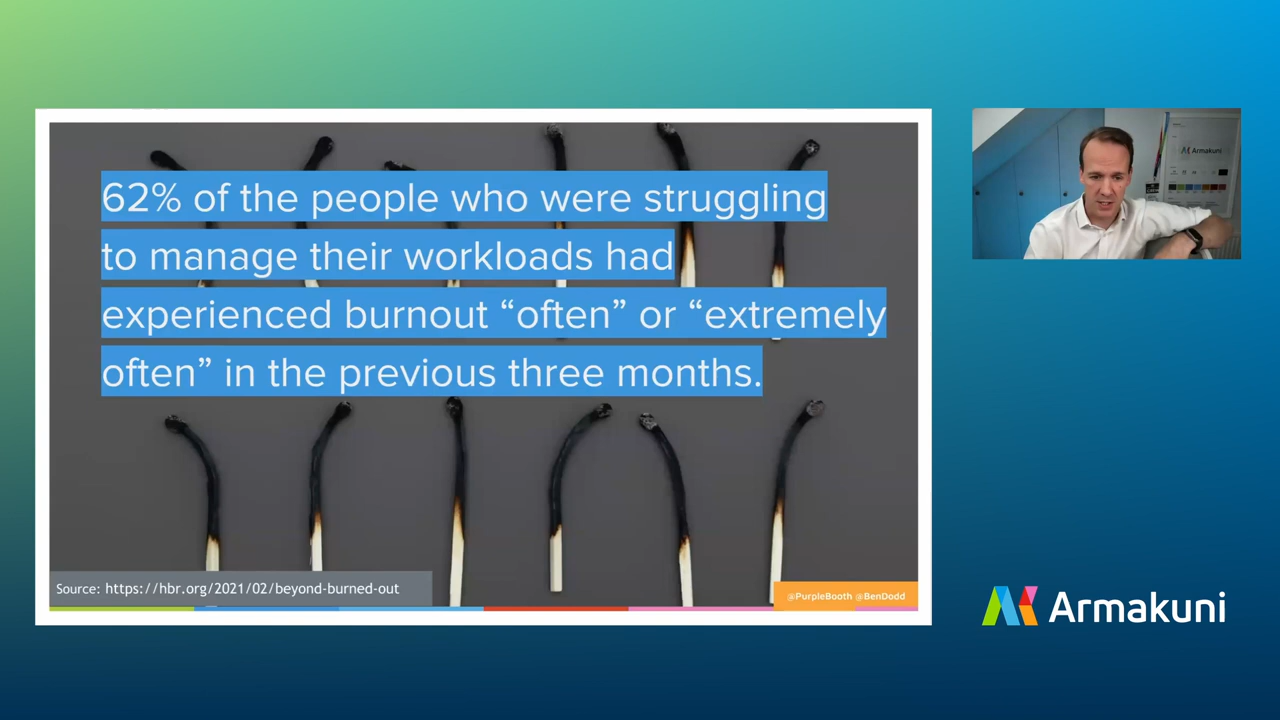 62% of the people who were struggling
to manage their workloads had
experienced burnout “often” or “extremely
often” in the previous three months.
Source: https://hbr.org/2021/02/beyond-burned-out
@PurpleBooth @BenDodd
Armakuni
Armakuni